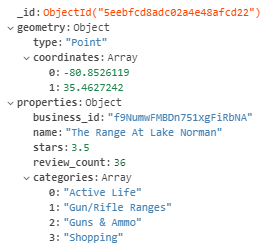 _id: ObjectId("5eebfcd8adc02a4e48afcd22")
geometry: Object
type: "Point"
coordinates: Array
0: -80.8526119
1: 35.4627242
properties: Object
business_id: "f9NumwFMBDn751xgFiRbNA"
name: "The Range At Lake Norman"
stars: 3.5
review_count: 36
categories: Array
0: "Active Life"
1: "Gun/Rifle Ranges"
2: "Guns & Ammo"
3: "Shopping"